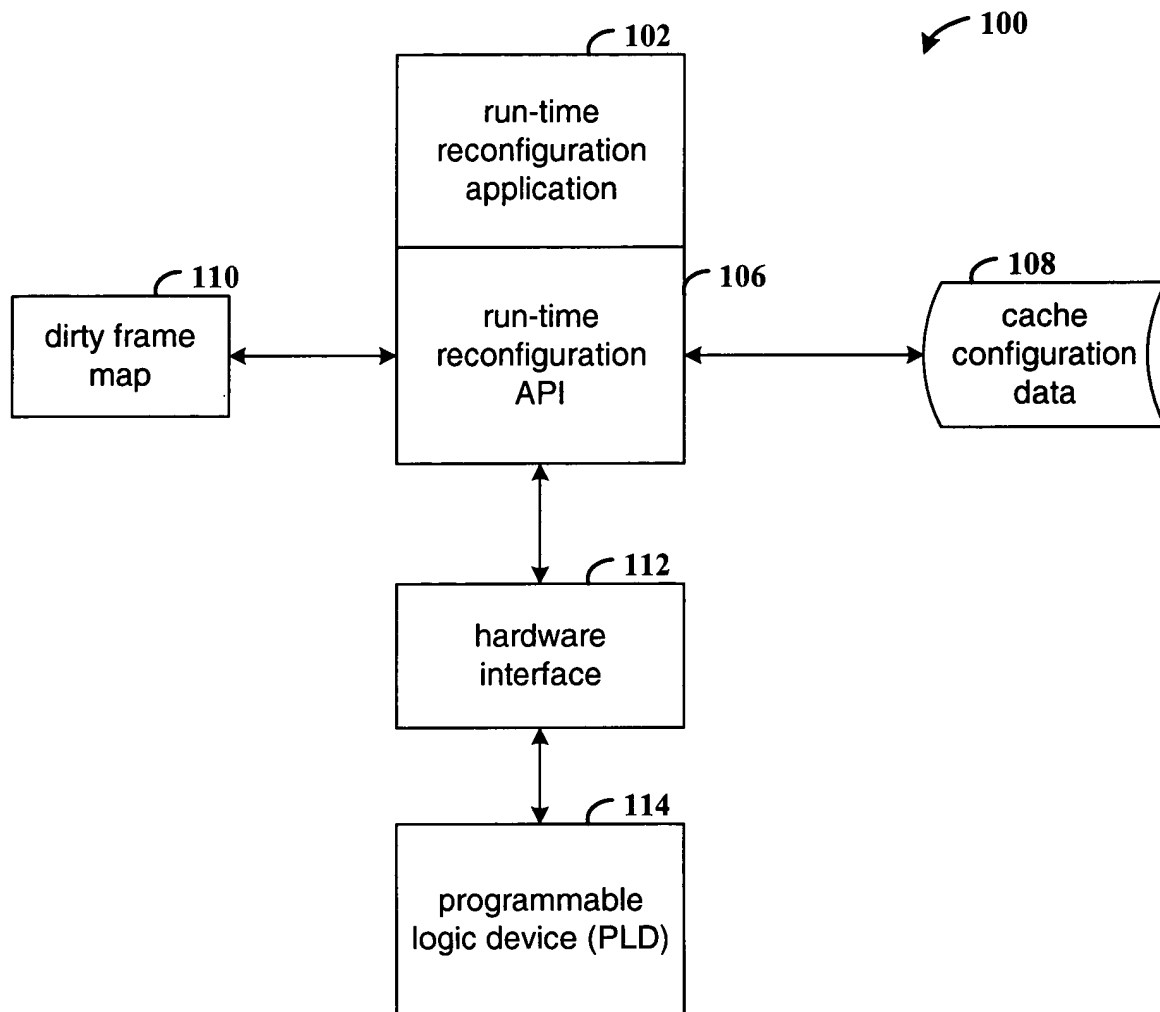 100
102
run-time
reconfiguration
application
110
dirty frame
map
106
run-time
reconfiguration
API
108
cache
configuration
data
112
hardware
interface
114
programmable
logic device (PLD)